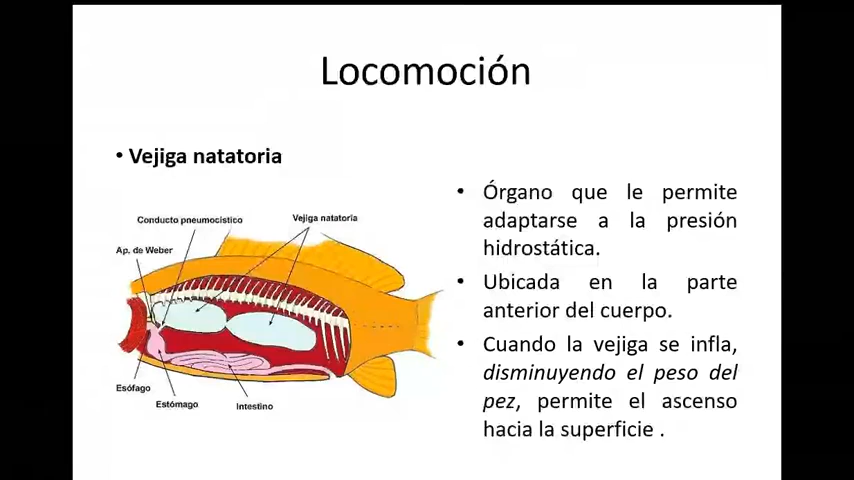 Locomoción
• Vejiga natatoria
Conducto pneumocístico
Vejiga natatoria
Ap. de Weber
Esófago
Estómago
Intestino
• Órgano que le permite
adaptarse a la presión
hidrostática.
• Ubicada en la parte
anterior del cuerpo.
• Cuando la vejiga se infla,
disminuyendo el peso del
pez, permite el ascenso
hacia la superficie .